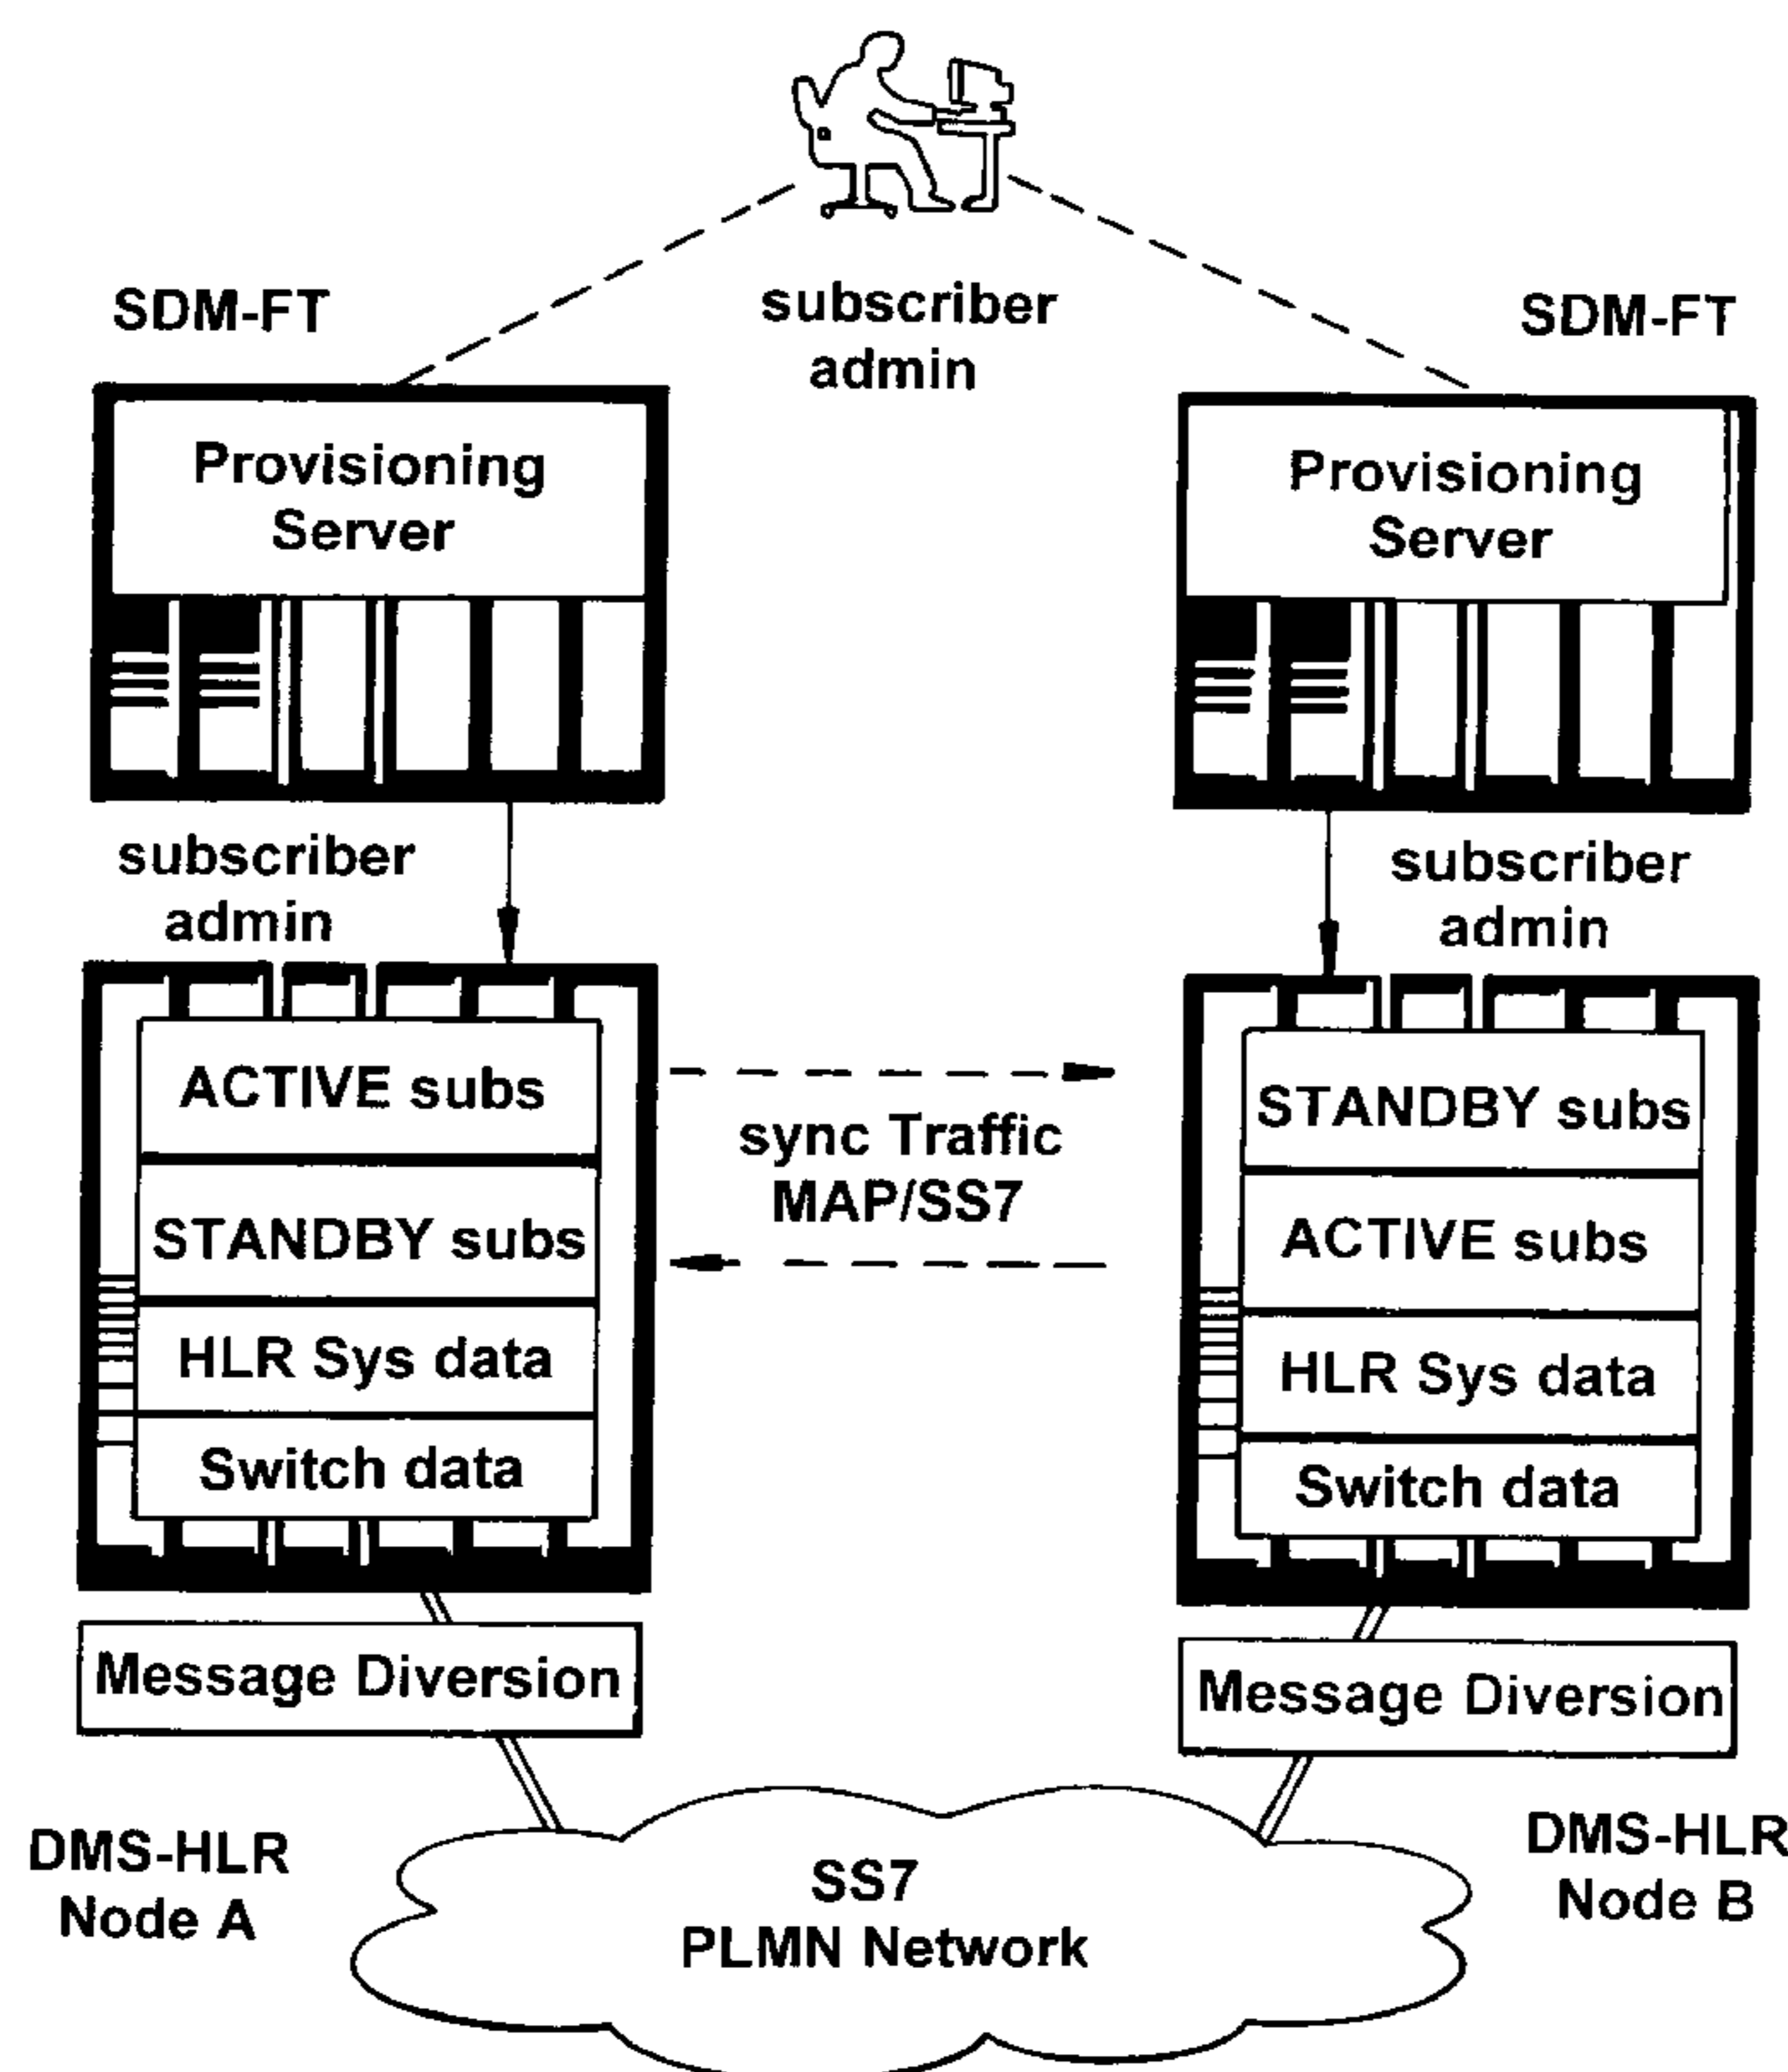 subscriber
admin
SDM-FT
SDM-FT
Provisioning
Server
Provisioning
Server
subscriber
admin
subscriber
admin
ACTIVE subs
STANDBY subs
HLR Sys data
Switch data
sync Traffic
MAP/SS7
STANDBY subs
ACTIVE subs
HLR Sys data
Switch data
Message Diversion
Message Diversion
DMS-HLR
Node A
SS7
PLMN Network
DMS-HLR
Node B